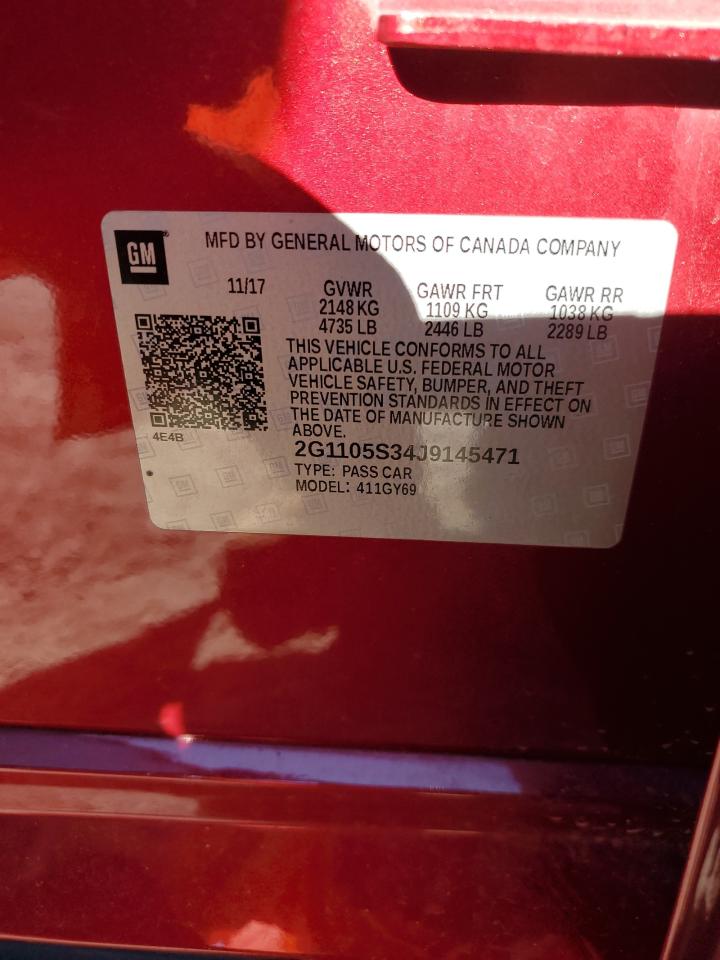 GM
MFD BY GENERAL MOTORS OF CANADA COMPANY
11/17 GVWR GAWR FRT GAWR RR
2148 KG 1109 KG 1038 KG
4735 LB 2446 LB 2289 LB
THIS VEHICLE CONFORMS TO ALL
APPLICABLE U.S. FEDERAL MOTOR
VEHICLE SAFETY, BUMPER, AND THEFT
PREVENTION STANDARDS IN EFFECT ON
THE DATE OF MANUFACTURE SHOWN
ABOVE.
4E4B
2G1105S34J9145471
TYPE: PASS CAR
MODEL: 411GY69